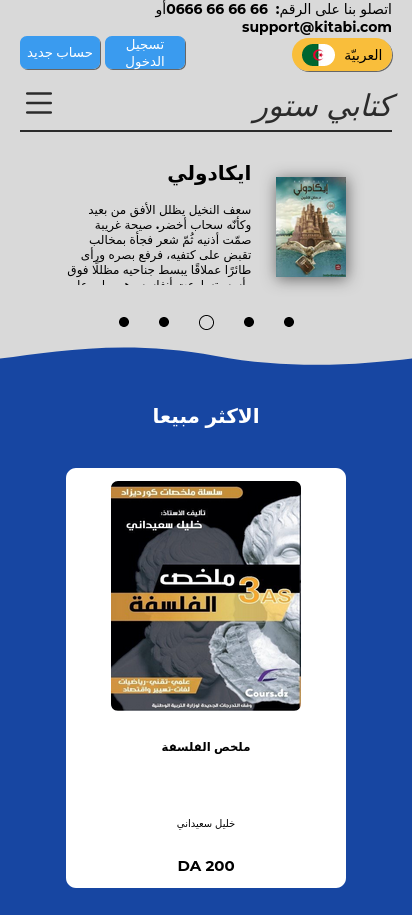 اتصلو بنا على الرقم: 0666 66 66 66 أو
support@kitabi.com
العربيّة
تسجيل الدخول
حساب جديد
كتابي ستور
ايكادولي
سعف النخيل يظلل الأفق من بعيد
وكأنّه سحاب أخضر. صيحة غريبة
صمّت أذنيه ثُمّ شعر فجأة بمخالب
تقبض على كتفيه، فرفع بصره ورأى
طائرًا عملاقًا يبسط جناحيه مظللًا فوق
إيكادولي
الاكثر مبيعا
سلسلة ملخصات كورديزاد
تأليف الاستاذ:
خليل سعيداني
ملخص 3AS
الفلسفة
علمي-تقني-رياضيات
لغات-تسيير واقتصاد
Cours.dz
وفق التدرجات الجديدة لوزارة التربية الوطنية
ملخص الفلسفة
خليل سعيداني
DA 200